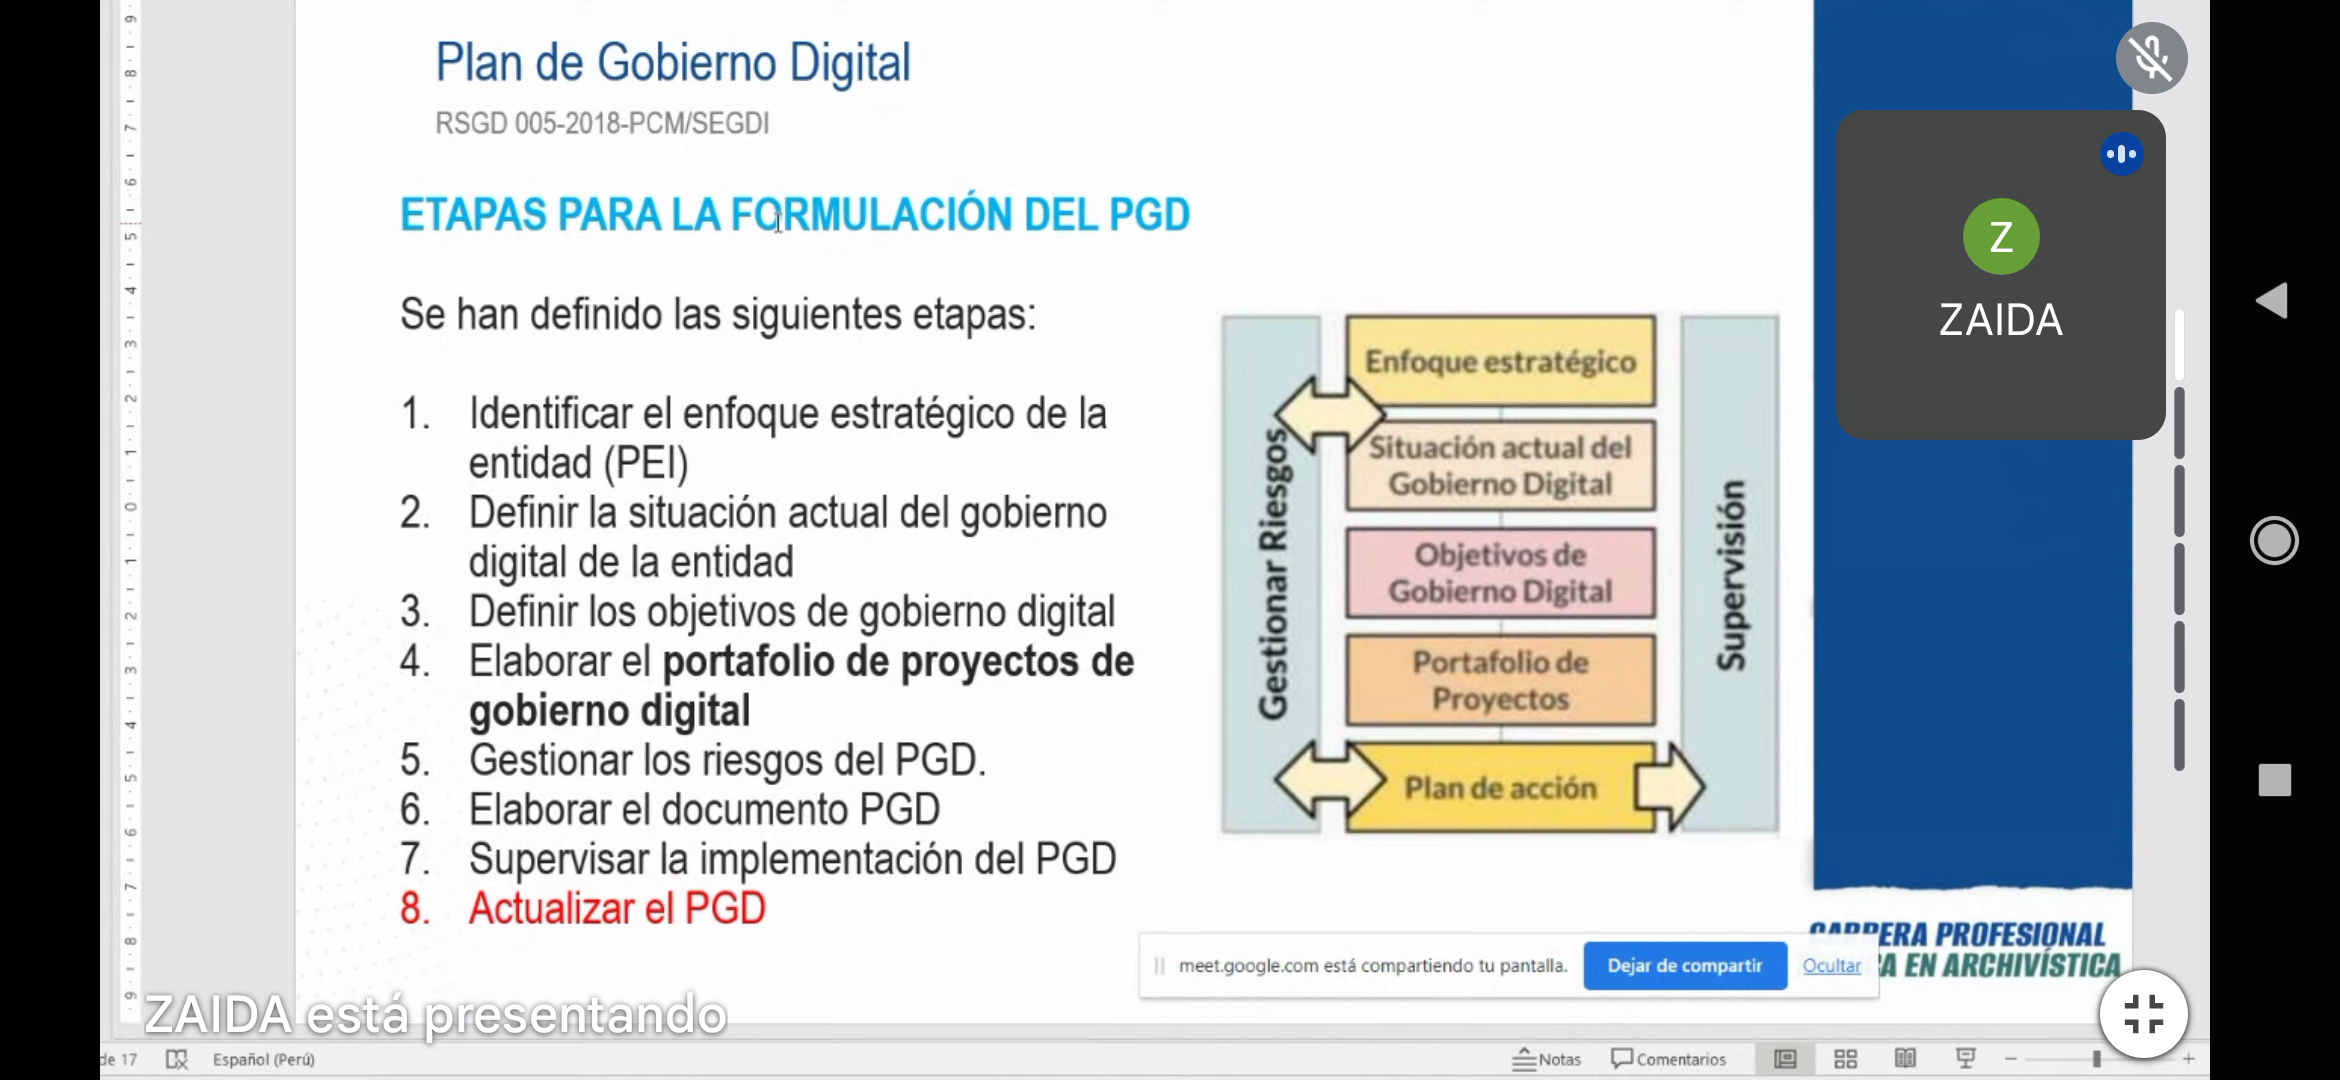 Plan de Gobierno Digital
RSGD 005-2018-PCM/SEGDI
ETAPAS PARA LA FORMULACIÓN DEL PGD
Se han definido las siguientes etapas:
1. Identificar el enfoque estratégico de la
entidad (PEI)
2. Definir la situación actual del gobierno
digital de la entidad
3. Definir los objetivos de gobierno digital
4. Elaborar el portafolio de proyectos de
gobierno digital
5. Gestionar los riesgos del PGD.
6. Elaborar el documento PGD
7. Supervisar la implementación del PGD
8. Actualizar el PGD
Gestionar Riesgos
Enfoque estratégico
Situación actual del
Gobierno Digital
Objetivos de
Gobierno Digital
Portafolio de
Proyectos
Plan de acción
Supervisión
Z
ZAIDA
CARRERA PROFESIONAL
A EN ARCHIVÍSTICA
meet.google.com está compartiendo tu pantalla.
Dejar de compartir
Ocultar
ZAIDA está presentando
de 17
Español (Perú)
Notas
Comentarios